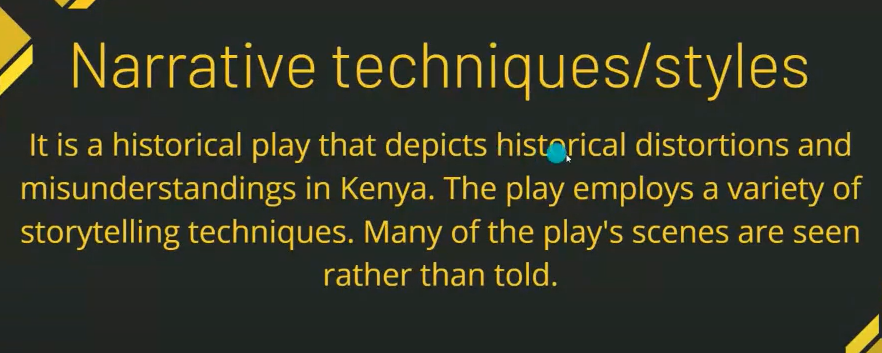 Narrative techniques/styles
It is a historical play that depicts historical distortions and
misunderstandings in Kenya. The play employs a variety of
storytelling techniques. Many of the play's scenes are seen
rather than told.